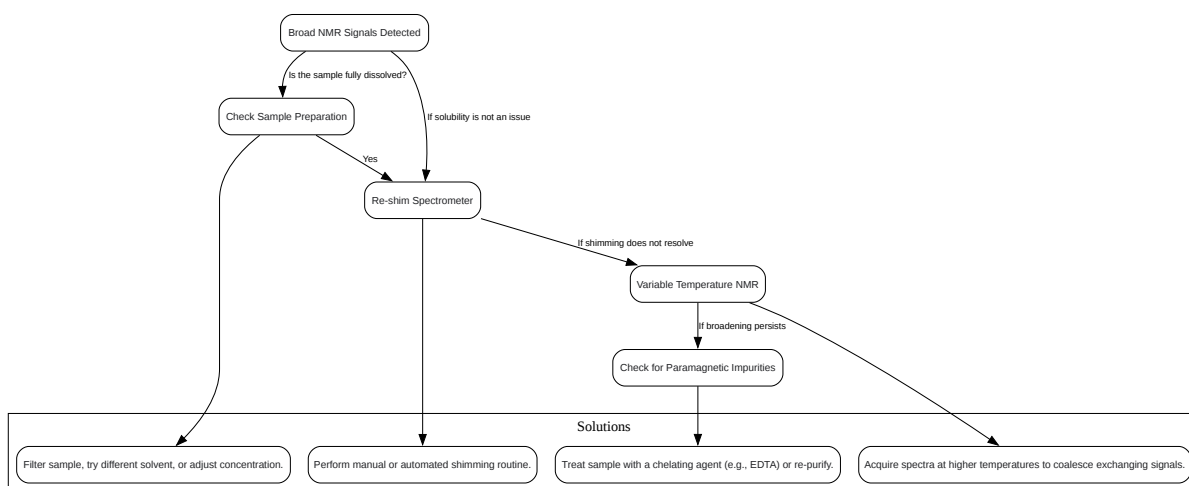 Broad NMR Signals Detected
Is the sample fully dissolved?
Check Sample Preparation
If solubility is not an issue
Yes
Re-shim Spectrometer
If shimming does not resolve
Variable Temperature NMR
If broadening persists
Check for Paramagnetic Impurities
Solutions
Filter sample, try different solvent, or adjust concentration.
Perform manual or automated shimming routine.
Treat sample with a chelating agent (e.g., EDTA) or re-purify.
Acquire spectra at higher temperatures to coalesce exchanging signals.